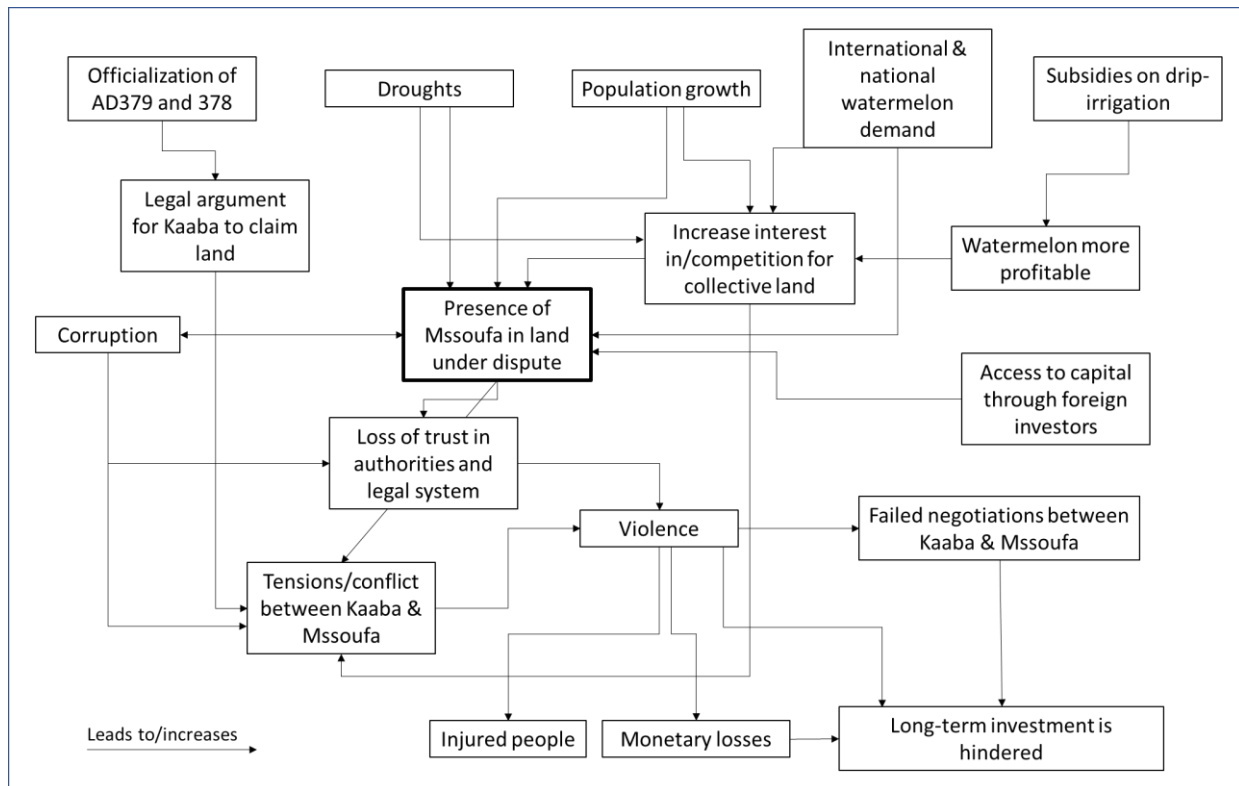 Officialization of
AD379 and 378
Droughts
Population growth
International &
national
watermelon
demand
Subsidies on drip-
irrigation
Legal argument
for Kaaba to claim
land
Increase interest
in/competition for
collective land
Watermelon more
profitable
Corruption
Presence of
Mssoufa in land
under dispute
Access to capital
through foreign
investors
Loss of trust in
authorities and
legal system
Violence
Failed negotiations between
Kaaba & Mssoufa
Tensions/conflict
between Kaaba &
Mssoufa
Leads to/increases
Injured people
Monetary losses
Long-term investment is
hindered